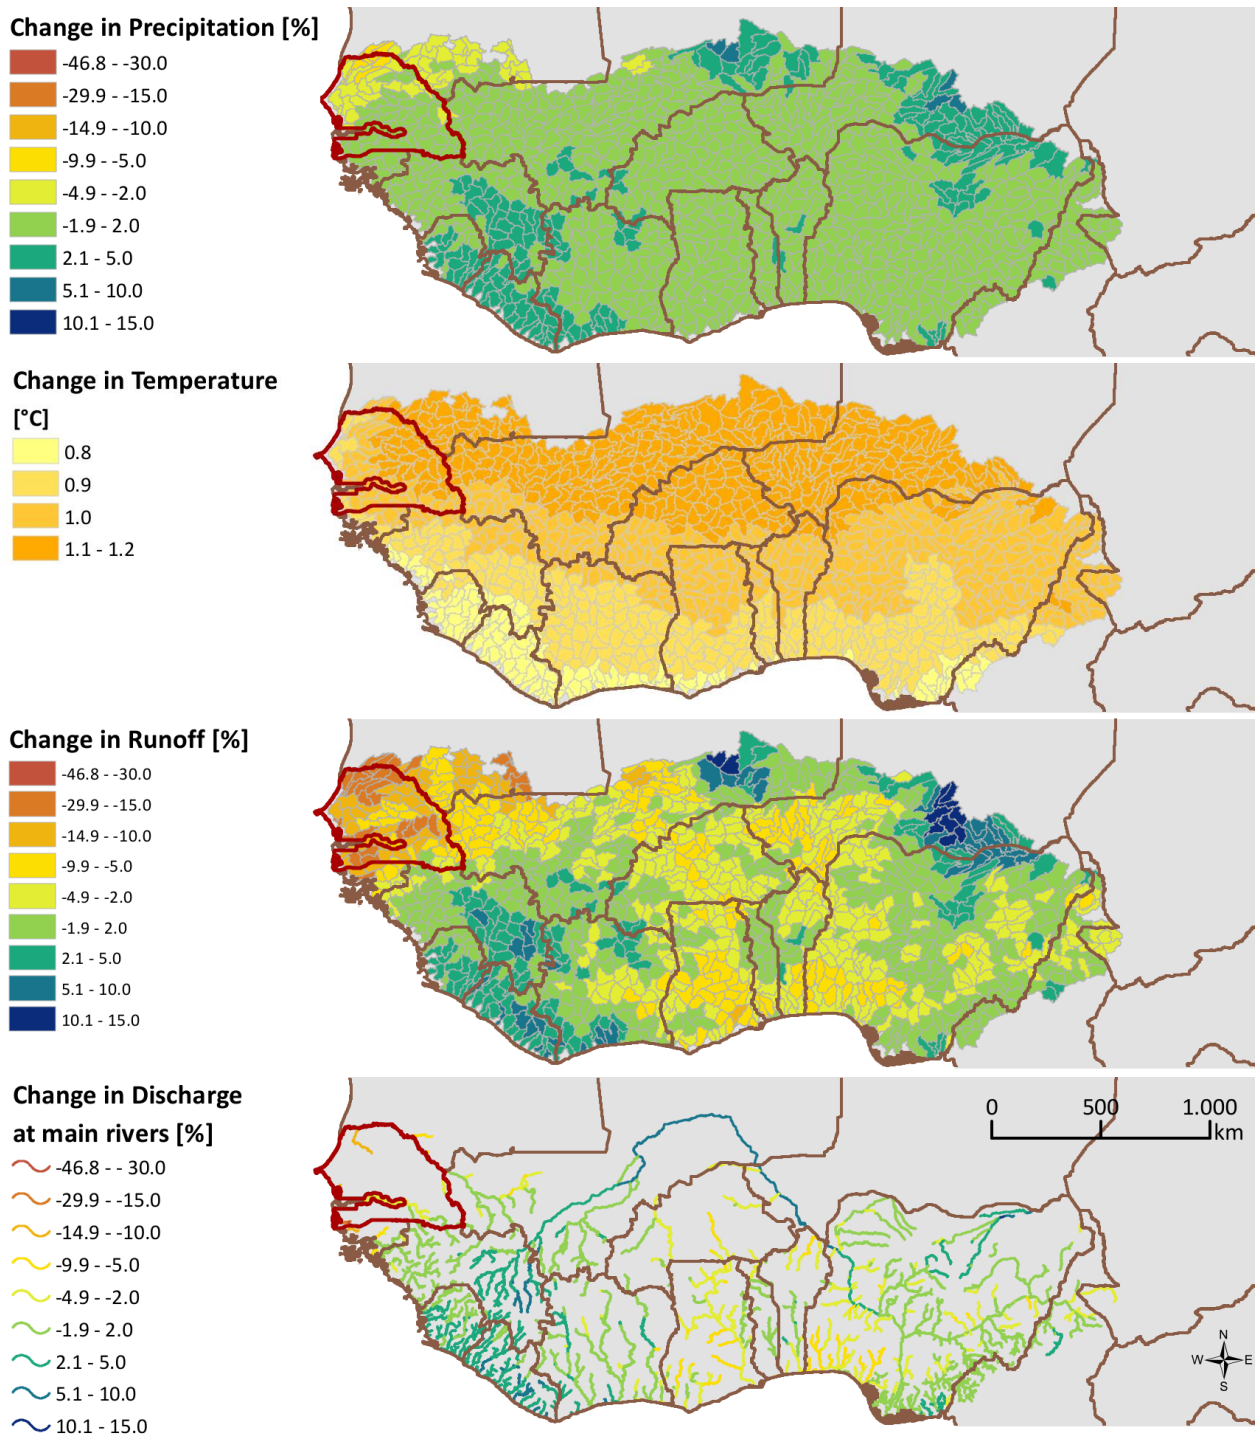 Change in Precipitation [%]
-46.8 - -30.0
-29.9 - -15.0
-14.9 - -10.0
-9.9 - -5.0
-4.9 - -2.0
-1.9 - 2.0
2.1 - 5.0
5.1 - 10.0
10.1 - 15.0
Change in Temperature
[°C]
0.8
0.9
1.0
1.1 - 1.2
Change in Runoff [%]
-46.8 - -30.0
-29.9 - -15.0
-14.9 - -10.0
-9.9 - -5.0
-4.9 - -2.0
-1.9 - 2.0
2.1 - 5.0
5.1 - 10.0
10.1 - 15.0
Change in Discharge
at main rivers [%]
-46.8 - - 30.0
-29.9 - -15.0
-14.9 - -10.0
-9.9 - -5.0
-4.9 - -2.0
-1.9 - 2.0
2.1 - 5.0
5.1 - 10.0
10.1 - 15.0
0 500 1.000
km
N
W E
S